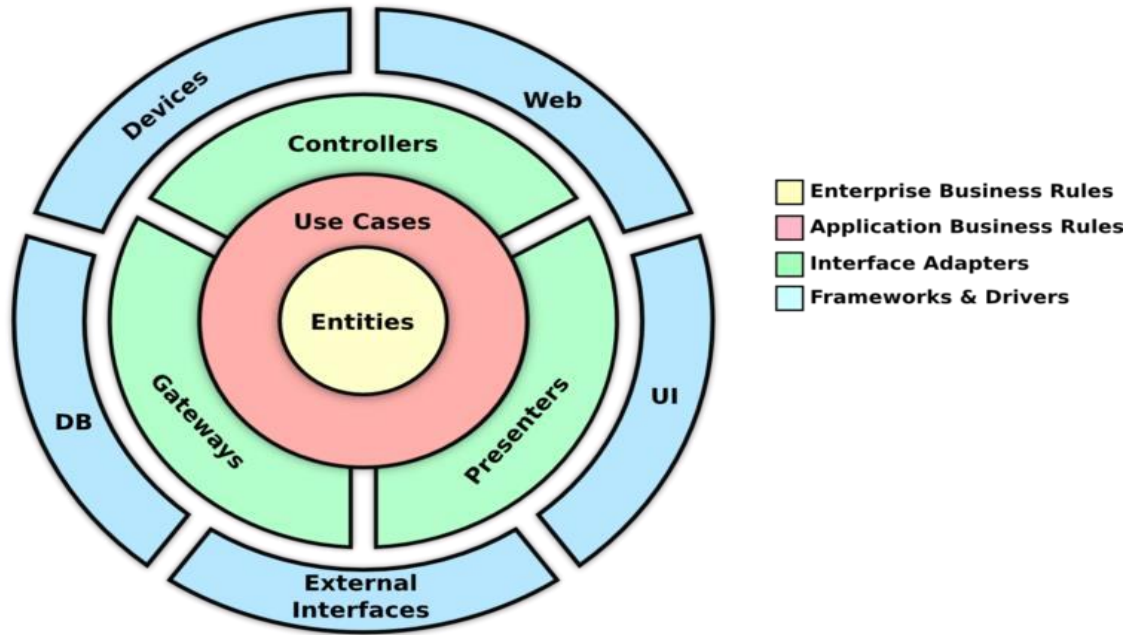 Devices
Web
Controllers
Use Cases
Entities
Gateways
Presenters
DB
UI
External
Interfaces
Enterprise Business Rules
Application Business Rules
Interface Adapters
Frameworks & Drivers